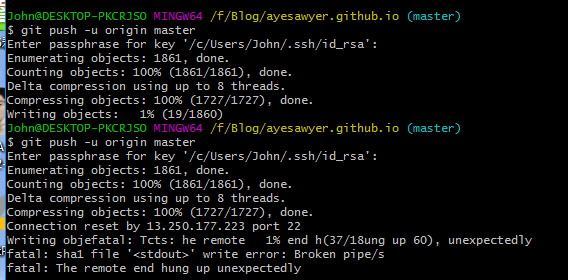 John@DESKTOP-PKCRJSO MINGW64 /f/Blog/ayesawyer.github.io (master)
$ git push -u origin master
Enter passphrase for key '/c/Users/John/.ssh/id_rsa':
Enumerating objects: 1861, done.
Counting objects: 100% (1861/1861), done.
Delta compression using up to 8 threads.
Compressing objects: 100% (1727/1727), done.
Writing objects:   1% (19/1860)
John@DESKTOP-PKCRJSO MINGW64 /f/Blog/ayesawyer.github.io (master)
$ git push -u origin master
Enter passphrase for key '/c/Users/John/.ssh/id_rsa':
Enumerating objects: 1861, done.
Counting objects: 100% (1861/1861), done.
Delta compression using up to 8 threads.
Compressing objects: 100% (1727/1727), done.
Connection reset by 13.250.177.223 port 22
Writing objefatal: Tcts: he remote   1% end h(37/18ung up 60), unexpectedly
fatal: sha1 file '<stdout>' write error: Broken pipe/s
fatal: The remote end hung up unexpectedly